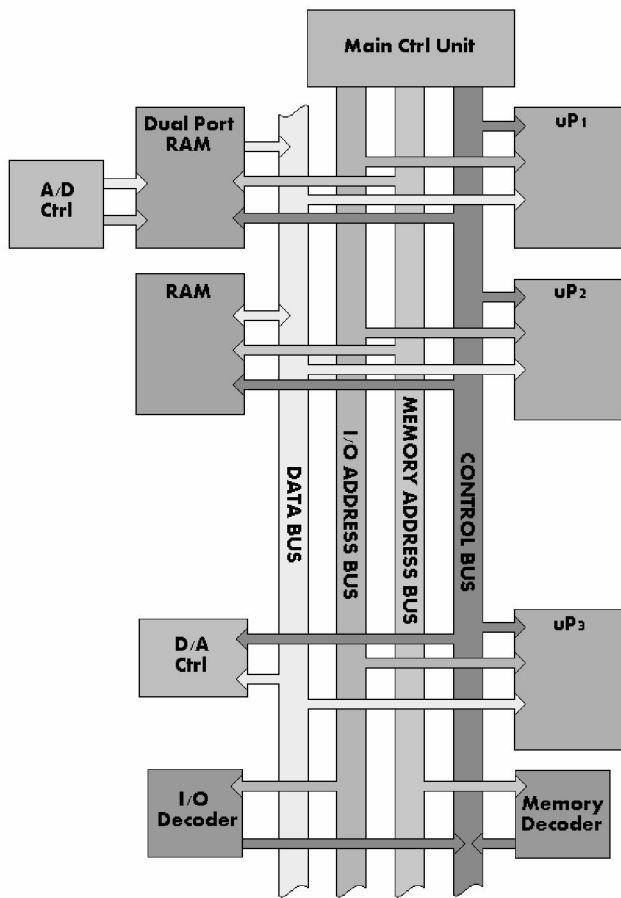 Main Ctrl Unit
Dual Port
RAM
uP1
A/D
Ctrl
RAM
uP2
DATA BUS
I/O ADDRESS BUS
MEMORY ADDRESS BUS
CONTROL BUS
D/A
Ctrl
uP3
I/O
Decoder
Memory
Decoder